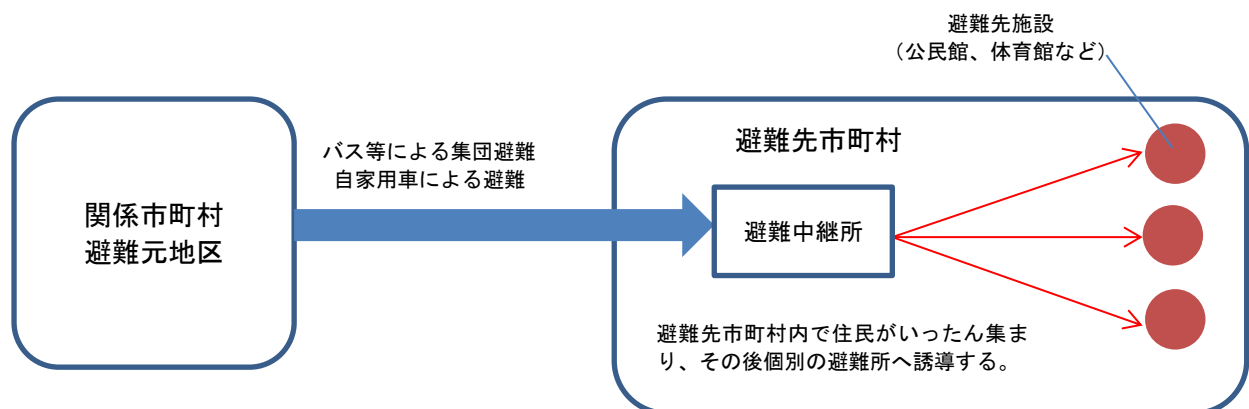 避難先施設
（公民館、体育館など）
バス等による集団避難
自家用車による避難
関係市町村
避難元地区
避難先市町村
避難中継所
避難先市町村内で住民がいったん集ま
り、その後個別の避難所へ誘導する。